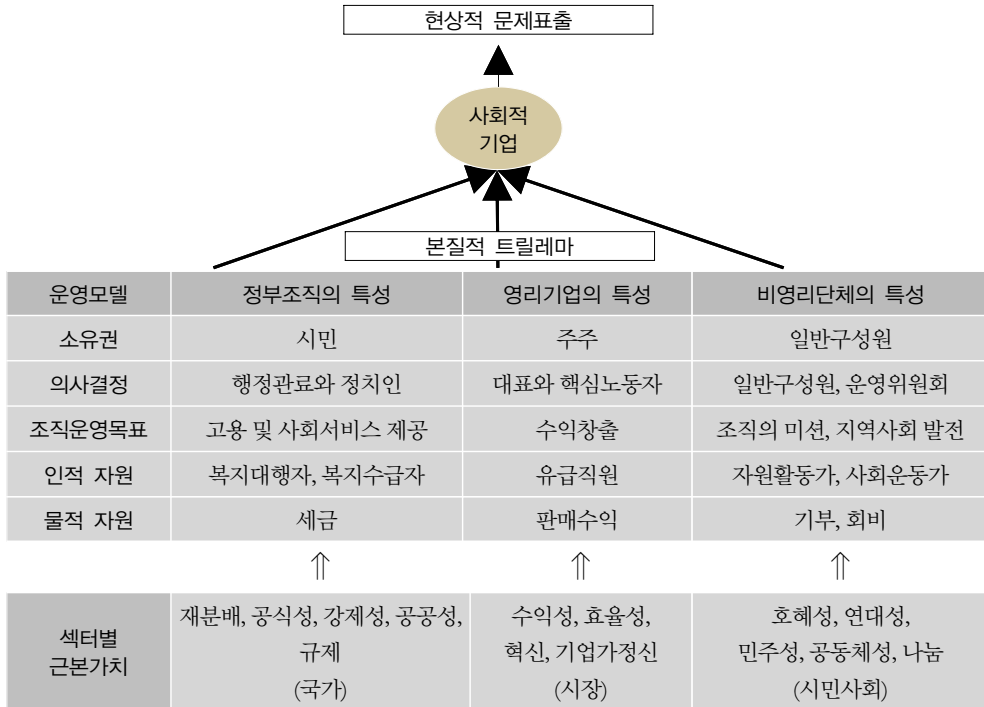 현상적 문제표출
사회적
기업
본질적 트릴레마
운영모델 정부조직의 특성 영리기업의 특성 비영리단체의 특성
소유권 시민 주주 일반구성원
의사결정 행정관료와 정치인 대표와 핵심노동자 일반구성원, 운영위원회
조직운영목표 고용 및 사회서비스 제공 수익창출 조직의 미션, 지역사회 발전
인적 자원 복지대행자, 복지수급자 유급직원 자원활동가, 사회운동가
물적 자원 세금 판매수익 기부, 회비
⇑ ⇑ ⇑
섹터별
근본가치
재분배, 공식성, 강제성, 공공성,
규제
(국가)
수익성, 효율성,
혁신, 기업가정신
(시장)
호혜성, 연대성,
민주성, 공동체성, 나눔
(시민사회)